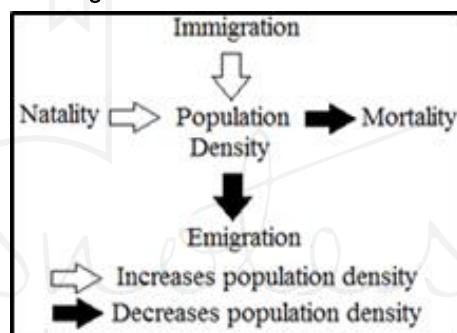 Immigration
Natality Population Mortality
Density
Emigration
Increases population density
Decreases population density